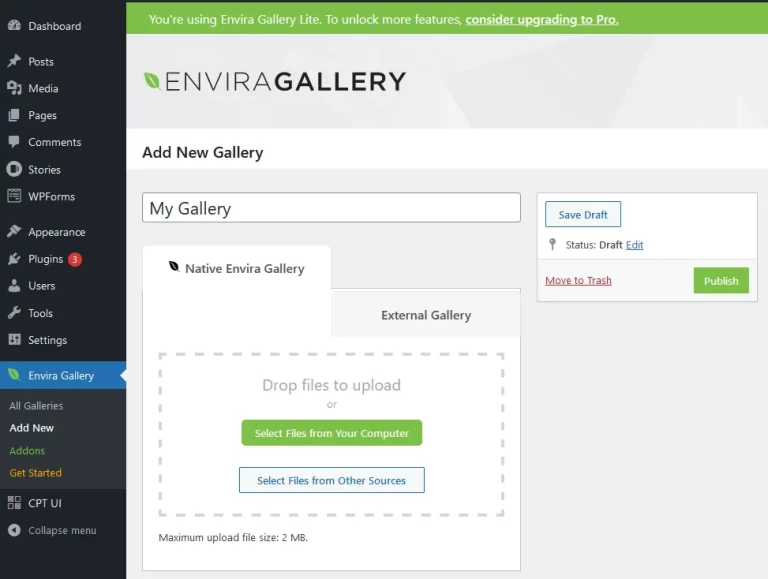 You're using Envira Gallery Lite. To unlock more features, consider upgrading to Pro.
Dashboard
Posts
Media
Pages
Comments
Stories
WPForms
Appearance
Plugins 3
Users
Tools
Settings
Envira Gallery
All Galleries
Add New
Addons
Get Started
CPT UI
Collapse menu
ENVIRAGALLERY
Add New Gallery
My Gallery
Native Envira Gallery
External Gallery
Drop files to upload
or
Select Files from Your Computer
Select Files from Other Sources
Maximum upload file size: 2 MB.
Save Draft
Status: Draft Edit
Move to Trash
Publish